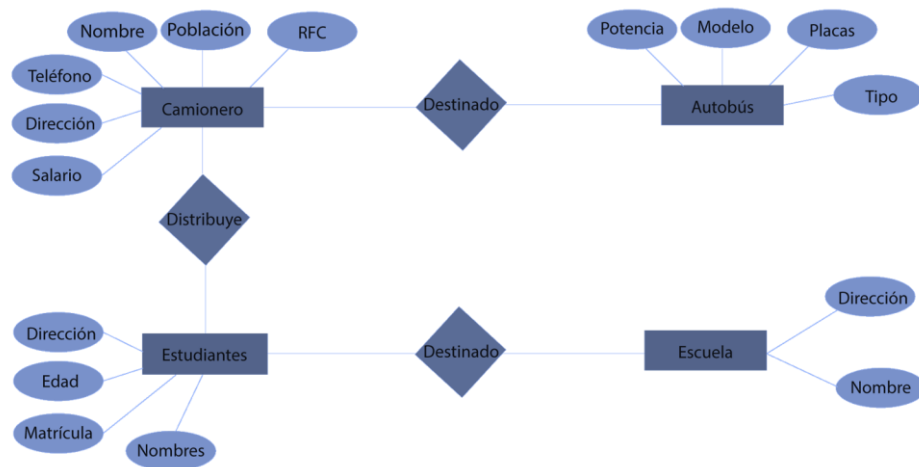 Nombre
Población
RFC
Potencia
Modelo
Placas
Teléfono
Camionero
Destinado
Autobús
Tipo
Dirección
Salario
Distribuye
Dirección
Estudiantes
Destinado
Escuela
Dirección
Edad
Nombre
Matrícula
Nombres